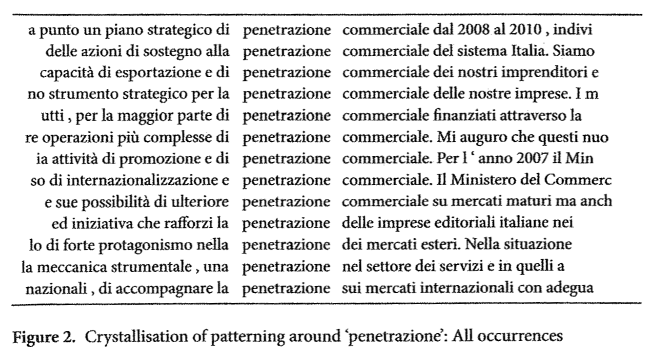 a punto un piano strategico di penetrazione commerciale dal 2008 al 2010 , indivi
delle azioni di sostegno alla penetrazione commerciale del sistema Italia. Siamo
capacità di esportazione e di penetrazione commerciale dei nostri imprenditori e
no strumento strategico per la penetrazione commerciale delle nostre imprese. I m
utti , per la maggior parte di penetrazione commerciale finanziati attraverso la
re operazioni più complesse di penetrazione commerciale. Mi auguro che questi nuo
ia attività di promozione e di penetrazione commerciale. Per l ‘ anno 2007 il Min
so di internazionalizzazione e penetrazione commerciale. Il Ministero del Commerc
e sue possibilità di ulteriore penetrazione commerciale su mercati maturi ma anch
ed iniziativa che rafforzi la penetrazione delle imprese editoriali italiane nei
lo di forte protagonismo nella penetrazione dei mercati esteri. Nella situazione
la meccanica strumentale , una penetrazione nel settore dei servizi e in quelli a
nazionali , di accompagnare la penetrazione sui mercati internazionali con adegua
Figure 2. Crystallisation of patterning around ‘penetrazione’: All occurrences